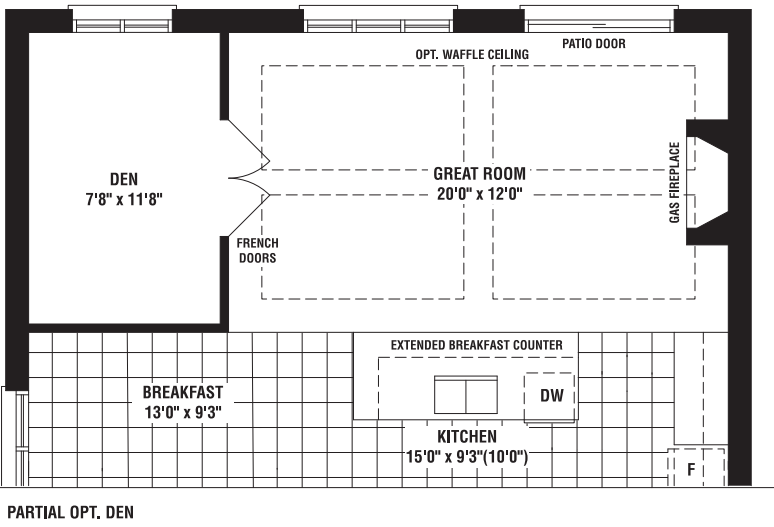 PATIO DOOR
OPT. WAFFLE CEILING
DEN
7'8" x 11'8"
GREAT ROOM
20'0" x 12'0"
GAS FIREPLACE
FRENCH
DOORS
EXTENDED BREAKFAST COUNTER
BREAKFAST
13'0" x 9'3"
DW
KITCHEN
15'0" x 9'3"(10'0")
F
PARTIAL OPT. DEN